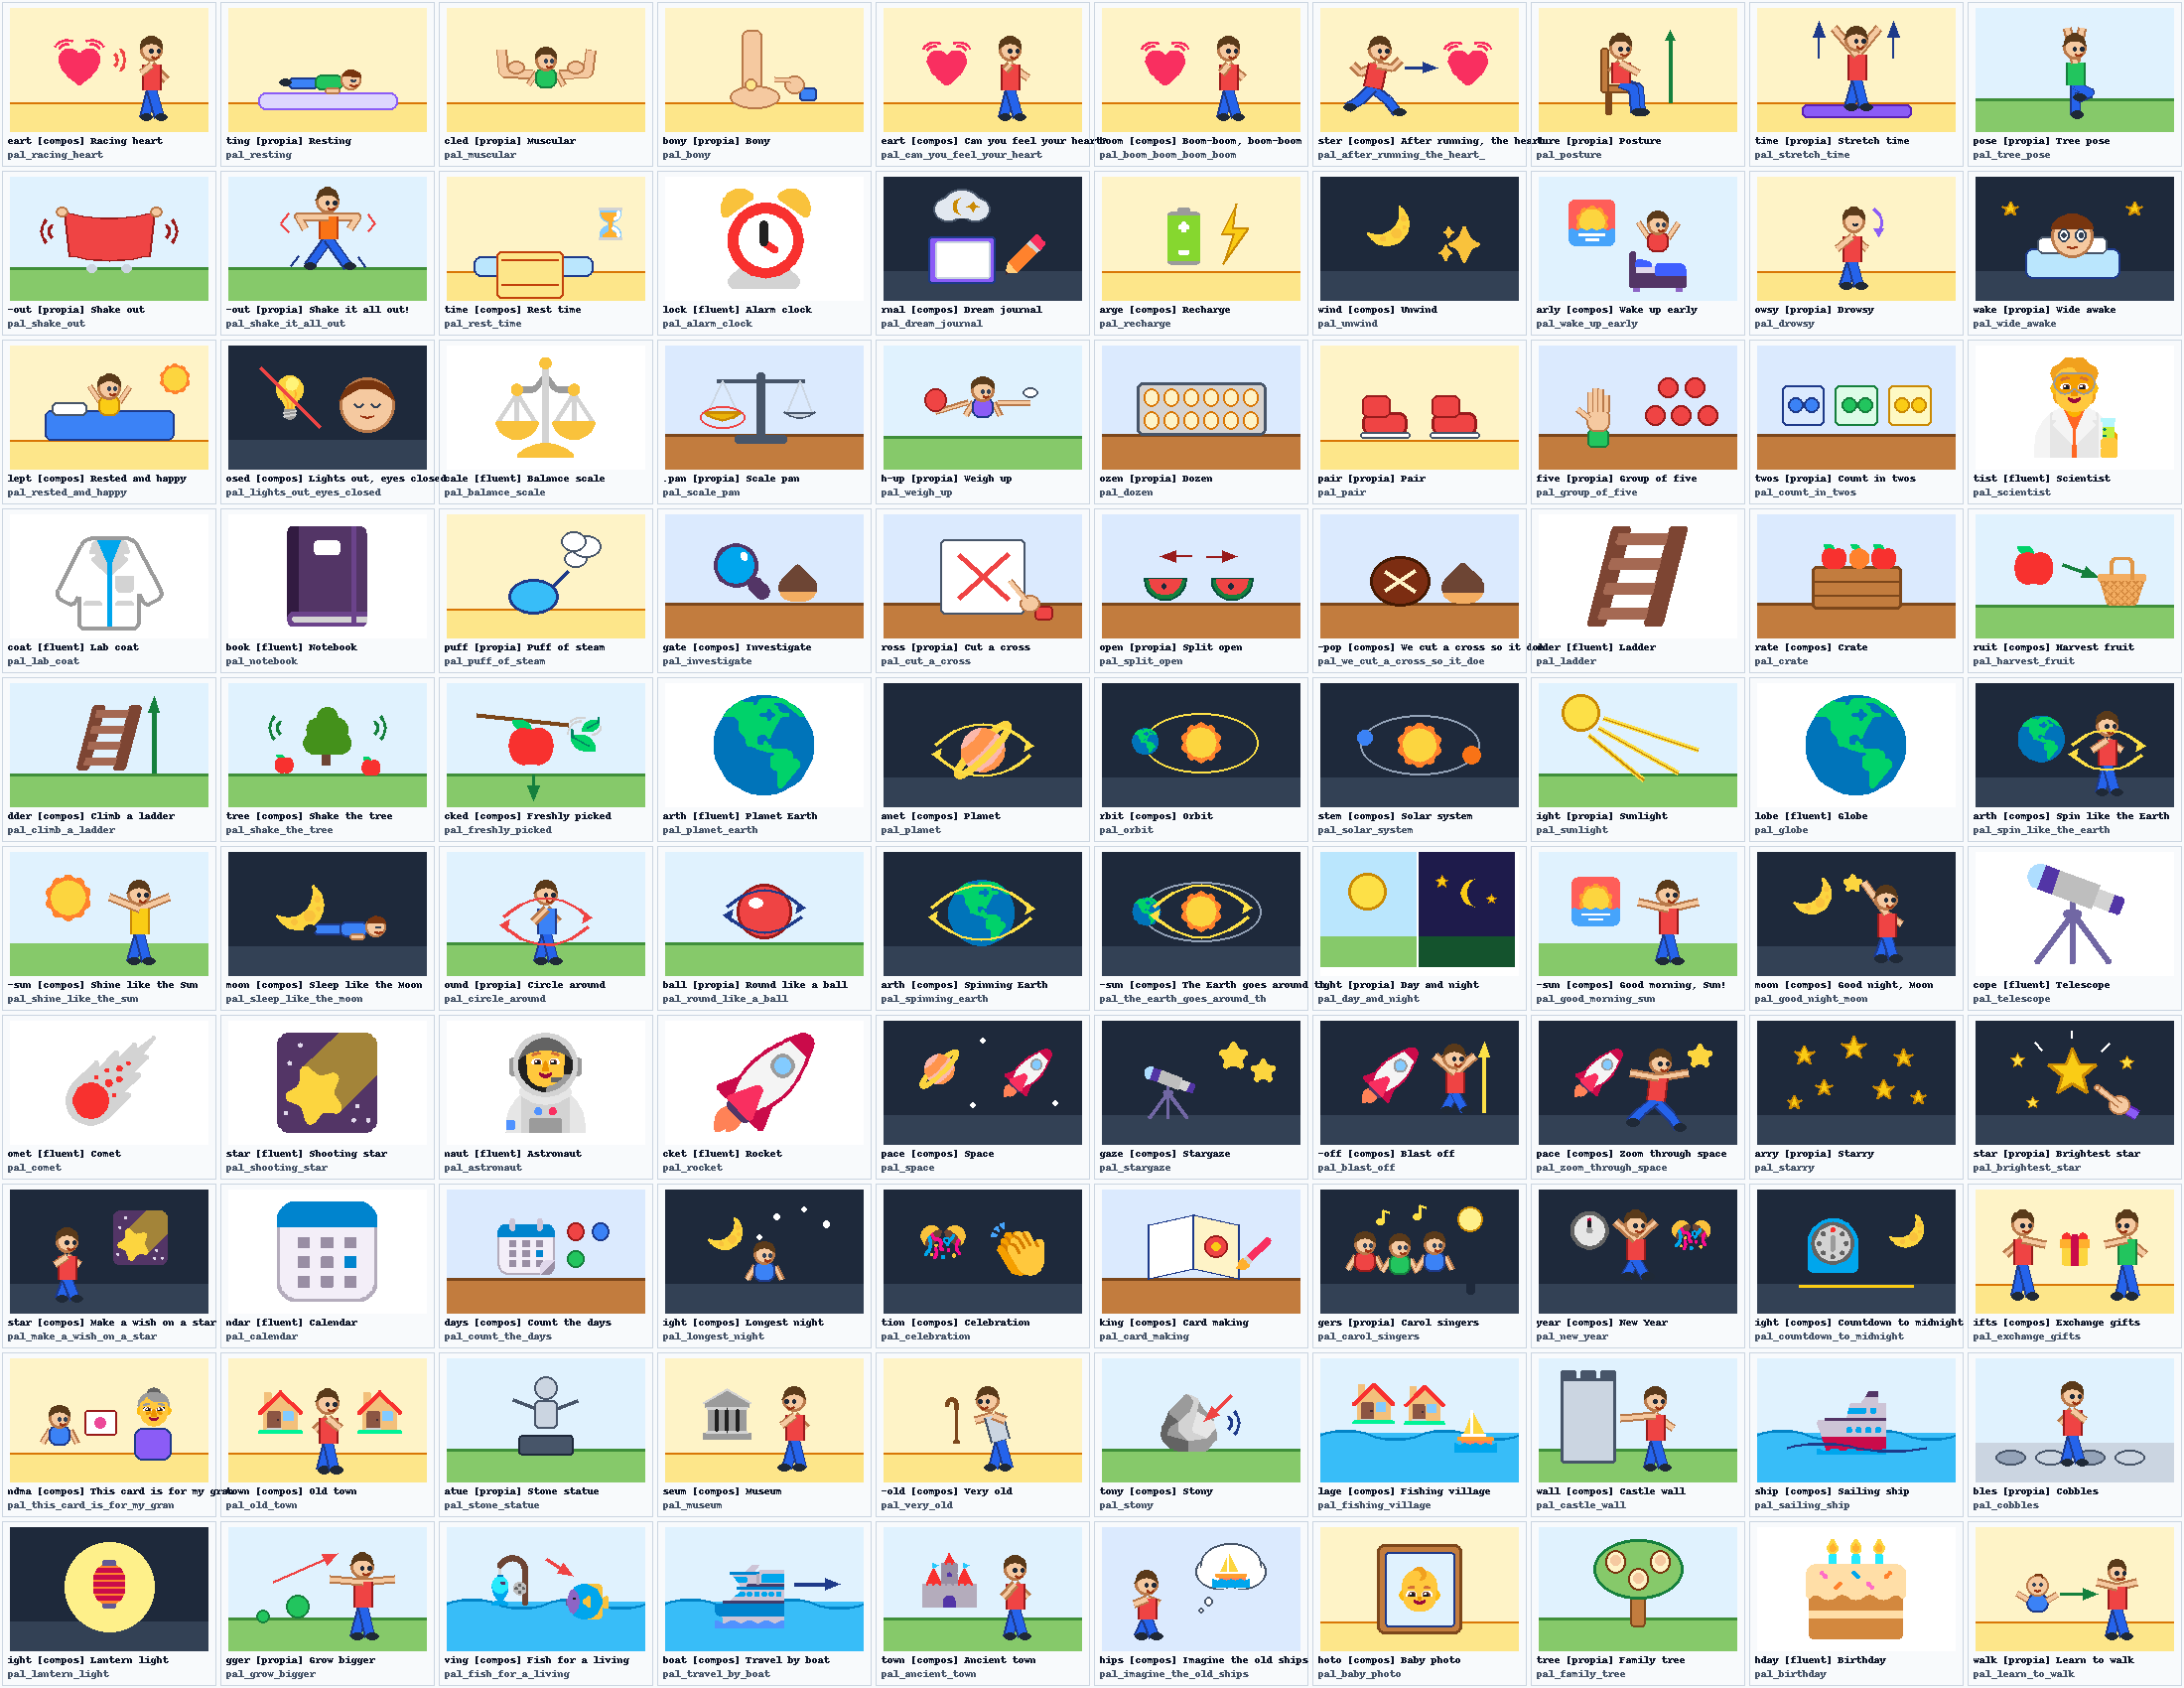 eart [compos] Racing heart
pal_racing_heart
ting [propia] Resting
pal_resting
cled [propia] Muscular
pal_muscular
bony [propia] Bony
pal_bony
eart [compos] Can you feel your heart?
pal_can_you_feel_your_heart
boom [compos] Boom-boom, boom-boom
pal_boom_boom_boom_boom
ster [compos] After running, the heart
pal_after_running_the_heart_
ture [propia] Posture
pal_posture
time [propia] Stretch time
pal_stretch_time
pose [propia] Tree pose
pal_tree_pose
-out [propia] Shake out
pal_shake_out
-out [propia] Shake it all out!
pal_shake_it_all_out
time [compos] Rest time
pal_rest_time
lock [fluent] Alarm clock
pal_alarm_clock
rnal [compos] Dream journal
pal_dream_journal
arge [compos] Recharge
pal_recharge
wind [compos] Unwind
pal_unwind
arly [compos] Wake up early
pal_wake_up_early
owsy [propia] Drowsy
pal_drowsy
wake [propia] Wide awake
pal_wide_awake
lept [compos] Rested and happy
pal_rested_and_happy
osed [compos] Lights out, eyes closed
pal_lights_out_eyes_closed
cale [fluent] Balance scale
pal_balance_scale
.pan [propia] Scale pan
pal_scale_pan
h-up [propia] Weigh up
pal_weigh_up
ozen [propia] Dozen
pal_dozen
pair [propia] Pair
pal_pair
five [propia] Group of five
pal_group_of_five
twos [propia] Count in twos
pal_count_in_twos
tist [fluent] Scientist
pal_scientist
coat [fluent] Lab coat
pal_lab_coat
book [fluent] Notebook
pal_notebook
puff [propia] Puff of steam
pal_puff_of_steam
gate [compos] Investigate
pal_investigate
ross [propia] Cut a cross
pal_cut_a_cross
open [propia] Split open
pal_split_open
-pop [compos] We cut a cross so it doe
pal_we_cut_a_cross_so_it_doe
dder [fluent] Ladder
pal_ladder
rate [compos] Crate
pal_crate
ruit [compos] Harvest fruit
pal_harvest_fruit
dder [compos] Climb a ladder
pal_climb_a_ladder
tree [compos] Shake the tree
pal_shake_the_tree
cked [compos] Freshly picked
pal_freshly_picked
arth [fluent] Planet Earth
pal_planet_earth
anet [compos] Planet
pal_planet
rbit [compos] Orbit
pal_orbit
stem [compos] Solar system
pal_solar_system
ight [propia] Sunlight
pal_sunlight
lobe [fluent] Globe
pal_globe
arth [compos] Spin like the Earth
pal_spin_like_the_earth
-sun [compos] Shine like the Sun
pal_shine_like_the_sun
moon [compos] Sleep like the Moon
pal_sleep_like_the_moon
ound [propia] Circle around
pal_circle_around
ball [propia] Round like a ball
pal_round_like_a_ball
arth [compos] Spinning Earth
pal_spinning_earth
-sun [compos] The Earth goes around th
pal_the_earth_goes_around_th
ight [propia] Day and night
pal_day_and_night
-sun [compos] Good morning, Sun!
pal_good_morning_sun
moon [compos] Good night, Moon
pal_good_night_moon
cope [fluent] Telescope
pal_telescope
omet [fluent] Comet
pal_comet
star [fluent] Shooting star
pal_shooting_star
naut [fluent] Astronaut
pal_astronaut
cket [fluent] Rocket
pal_rocket
pace [compos] Space
pal_space
gaze [compos] Stargaze
pal_stargaze
-off [compos] Blast off
pal_blast_off
pace [compos] Zoom through space
pal_zoom_through_space
arry [propia] Starry
pal_starry
star [propia] Brightest star
pal_brightest_star
star [compos] Make a wish on a star
pal_make_a_wish_on_a_star
ndar [fluent] Calendar
pal_calendar
days [compos] Count the days
pal_count_the_days
ight [compos] Longest night
pal_longest_night
tion [compos] Celebration
pal_celebration
king [compos] Card making
pal_card_making
gers [propia] Carol singers
pal_carol_singers
year [compos] New Year
pal_new_year
ight [compos] Countdown to midnight
pal_countdown_to_midnight
ifts [compos] Exchange gifts
pal_exchange_gifts
ndma [compos] This card is for my gran
pal_this_card_is_for_my_gran
town [compos] Old town
pal_old_town
atue [propia] Stone statue
pal_stone_statue
seum [compos] Museum
pal_museum
-old [compos] Very old
pal_very_old
tony [compos] Stony
pal_stony
lage [compos] Fishing village
pal_fishing_village
wall [compos] Castle wall
pal_castle_wall
ship [compos] Sailing ship
pal_sailing_ship
bles [propia] Cobbles
pal_cobbles
ight [compos] Lantern light
pal_lantern_light
gger [propia] Grow bigger
pal_grow_bigger
ving [compos] Fish for a living
pal_fish_for_a_living
boat [compos] Travel by boat
pal_travel_by_boat
town [compos] Ancient town
pal_ancient_town
hips [compos] Imagine the old ships
pal_imagine_the_old_ships
hoto [compos] Baby photo
pal_baby_photo
tree [propia] Family tree
pal_family_tree
hday [fluent] Birthday
pal_birthday
walk [propia] Learn to walk
pal_learn_to_walk